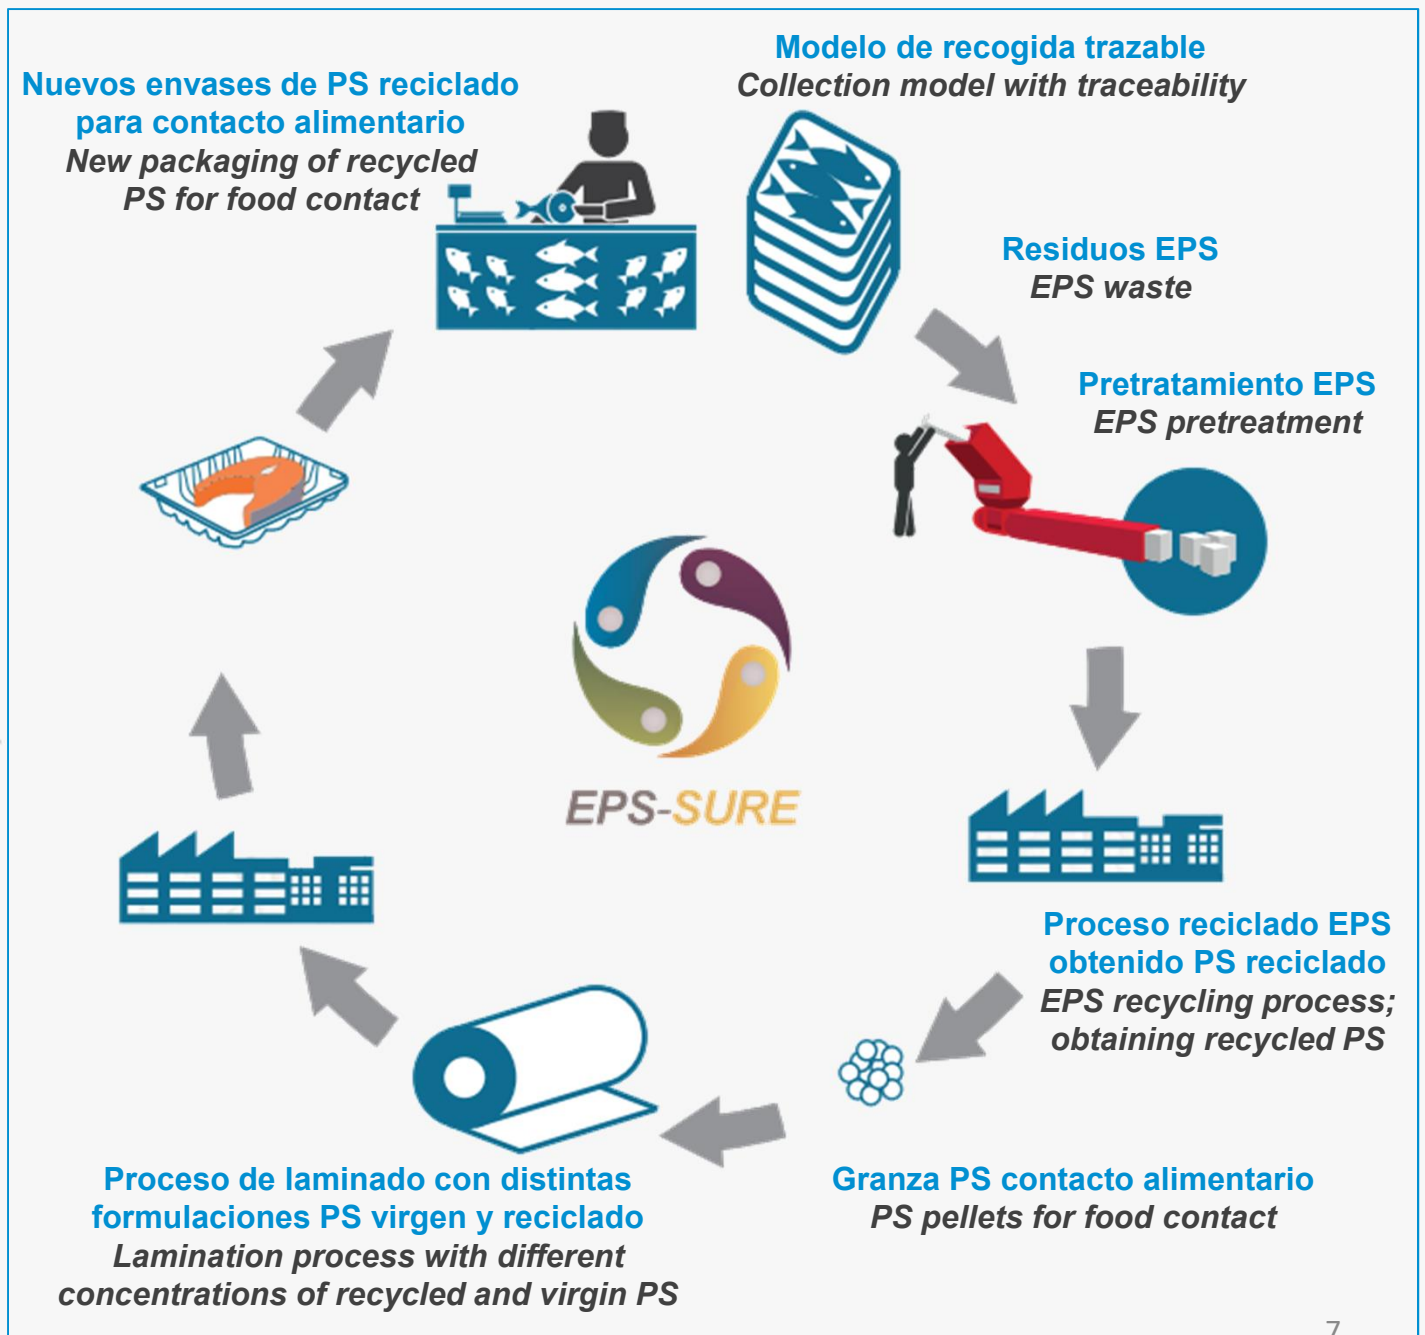 Modelo de recogida trazable
Collection model with traceability
Nuevos envases de PS reciclado
para contacto alimentario
New packaging of recycled
PS for food contact
Residuos EPS
EPS waste
Pretratamiento EPS
EPS pretreatment
EPS-SURE
Proceso reciclado EPS
obtenido PS reciclado
EPS recycling process;
obtaining recycled PS
Granza PS contacto alimentario
PS pellets for food contact
Proceso de laminado con distintas
formulaciones PS virgen y reciclado
Lamination process with different
concentrations of recycled and virgin PS
7